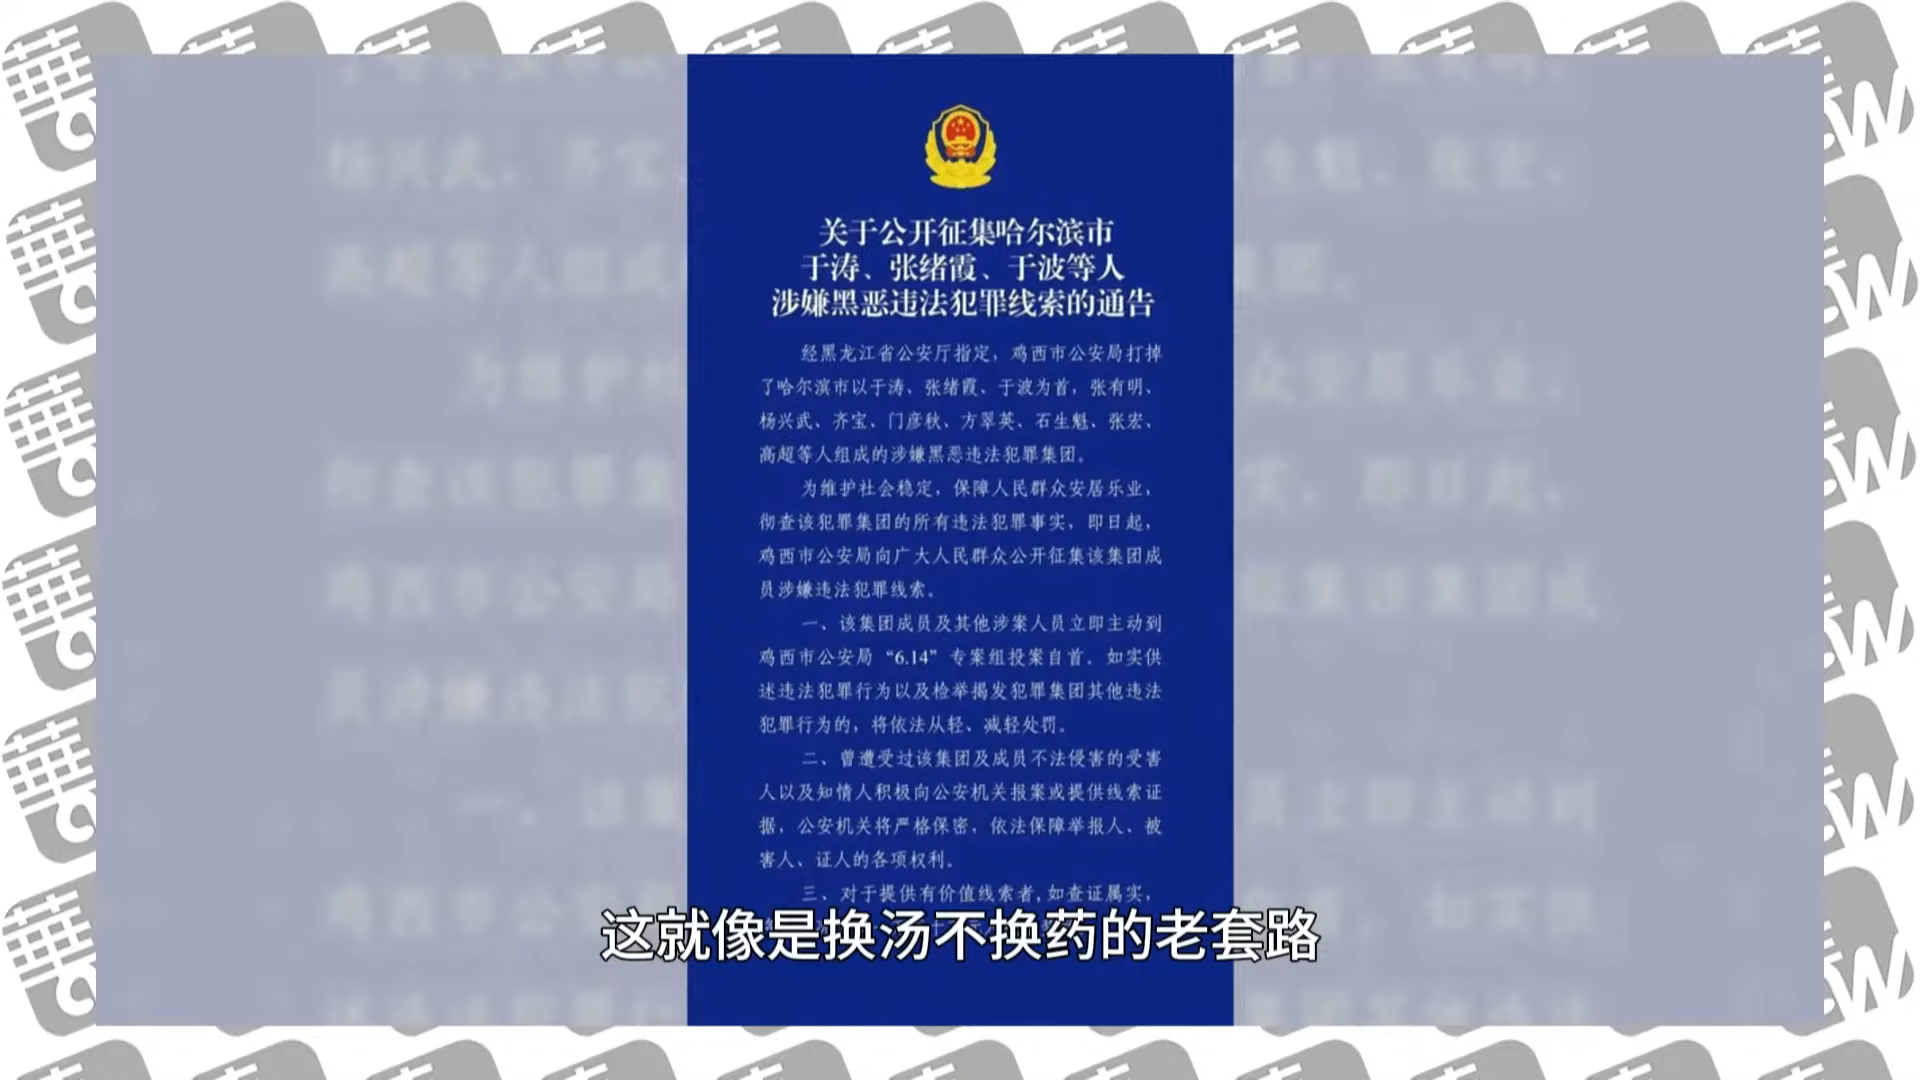 关于公开征集哈尔滨市
于涛、张绪霞、于波等人
涉嫌黑恶违法犯罪线索的通告
经黑龙江省公安厅指定，鸡西市公安局打掉
了哈尔滨市以于涛、张绪霞、于波为首，张有明、
杨兴武、齐宝、门彦秋、方翠英、石生魁、张宏、
高超等人组成的涉嫌黑恶违法犯罪集团。
为维护社会稳定，保障人民群众安居乐业，
彻查该犯罪集团的所有违法犯罪事实，即日起，
鸡西市公安局向广大人民群众公开征集该集团成
员涉嫌违法犯罪线索。
一、该集团成员及其他涉案人员立即主动到
鸡西市公安局“6.14”专案组投案自首。如实供
述违法犯罪行为以及检举揭发犯罪集团其他违法
犯罪行为的，将依法从轻、减轻处罚。
二、曾遭受过该集团及成员不法侵害的受害
人以及知情人积极向公安机关报案或提供线索证
据，公安机关将严格保密，依法保障举报人、被
害人、证人的各项权利。
三、对于提供有价值线索者，如查证属实，
这就像是换汤不换药的老套路